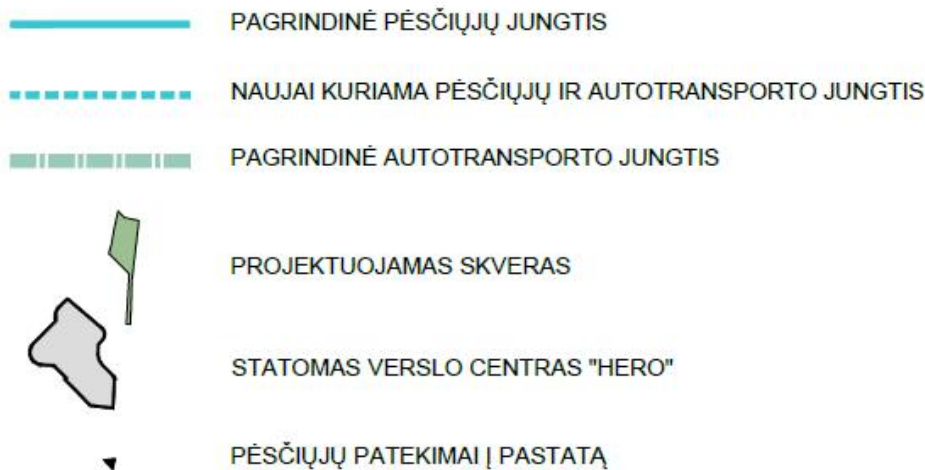 PAGRINDINĖ PĖSČIŲJŲ JUNGTIS
NAUJAI KURIAMA PĖSČIŲJŲ IR AUTOTRANSPORTO JUNGTIS
PAGRINDINĖ AUTOTRANSPORTO JUNGTIS
PROJEKTUOJAMAS SKVERAS
STATOMAS VERSLO CENTRAS "HERO"
PĖSČIŲJŲ PATEKIMAI Į PASTATĄ